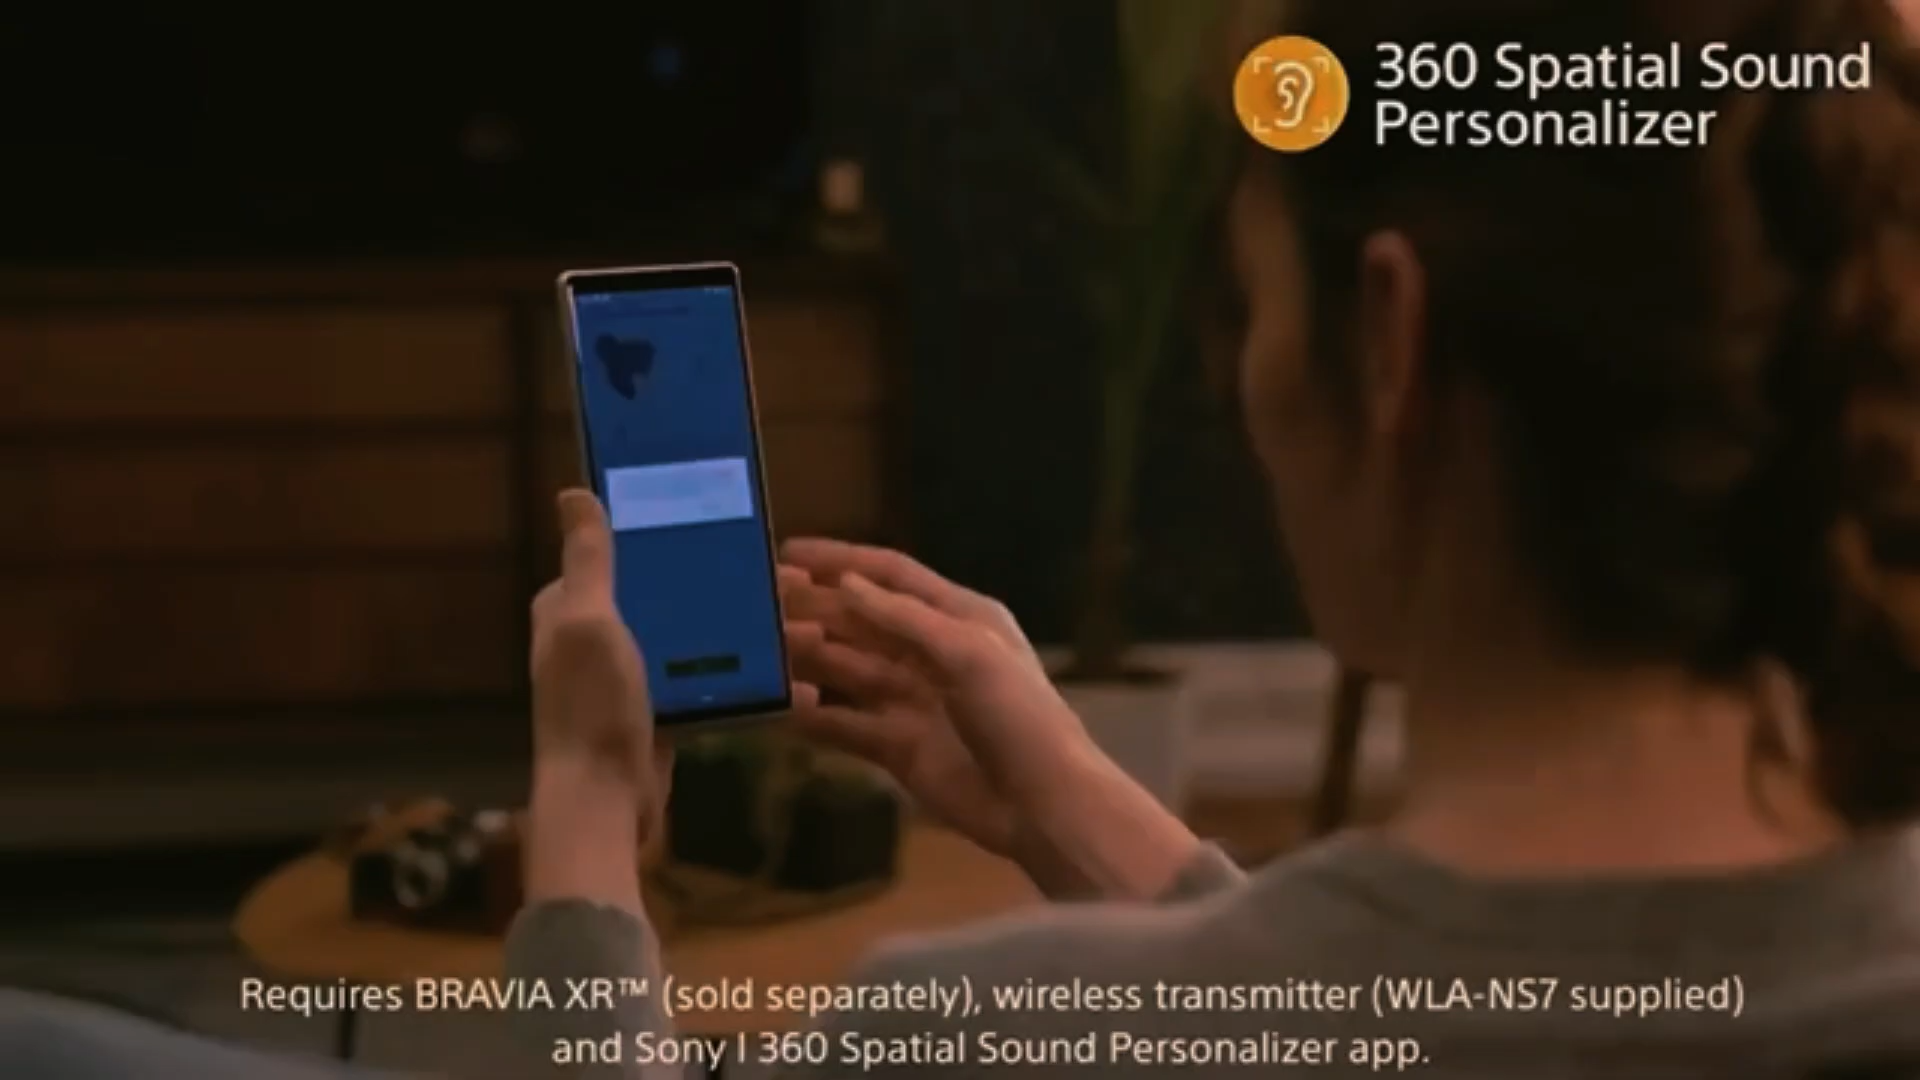 360 Spatial Sound
Personalizer
Requires BRAVIA XR™ (sold separately), wireless transmitter (WLA-NS7 supplied)
and Sony | 360 Spatial Sound Personalizer app.